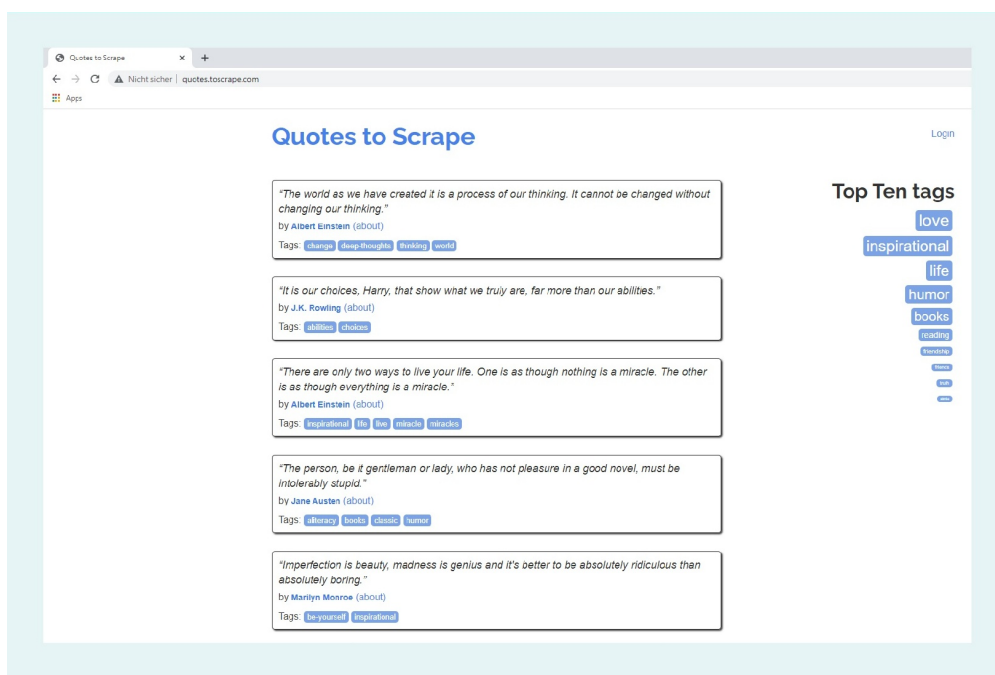 Quotes to Scrape
Nicht sicher | quotes.toscrape.com
Apps
Quotes to Scrape
Login
“The world as we have created it is a process of our thinking. It cannot be changed without
changing our thinking.”
by Albert Einstein (about)
Tags: change deep-thoughts thinking world
“It is our choices, Harry, that show what we truly are, far more than our abilities.”
by J.K. Rowling (about)
Tags: abilities choices
“There are only two ways to live your life. One is as though nothing is a miracle. The other
is as though everything is a miracle.”
by Albert Einstein (about)
Tags: inspirational life live miracle miracles
“The person, be it gentleman or lady, who has not pleasure in a good novel, must be
intolerably stupid.”
by Jane Austen (about)
Tags: aliteracy books classic humor
“Imperfection is beauty, madness is genius and it's better to be absolutely ridiculous than
absolutely boring.”
by Marilyn Monroe (about)
Tags: be-yourself inspirational
Top Ten tags
love
inspirational
life
humor
books
reading
friendship
friends
truth